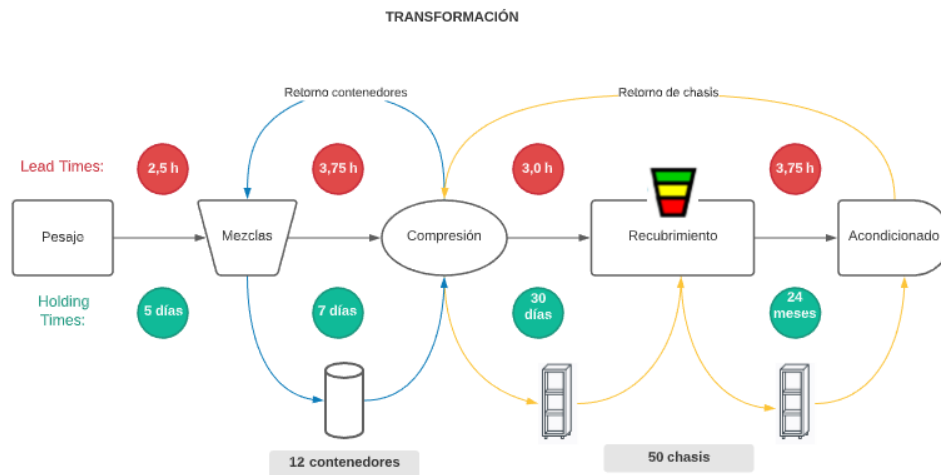 TRANSFORMACIÓN
Retorno contenedores
Retorno de chasis
Lead Times:
2,5 h
3,75 h
3,0 h
3,75 h
Pesaje
Mezclas
Compresión
Recubrimiento
Acondicionado
Holding
Times:
5 días
7 días
30
días
24
meses
12 contenedores
50 chasis